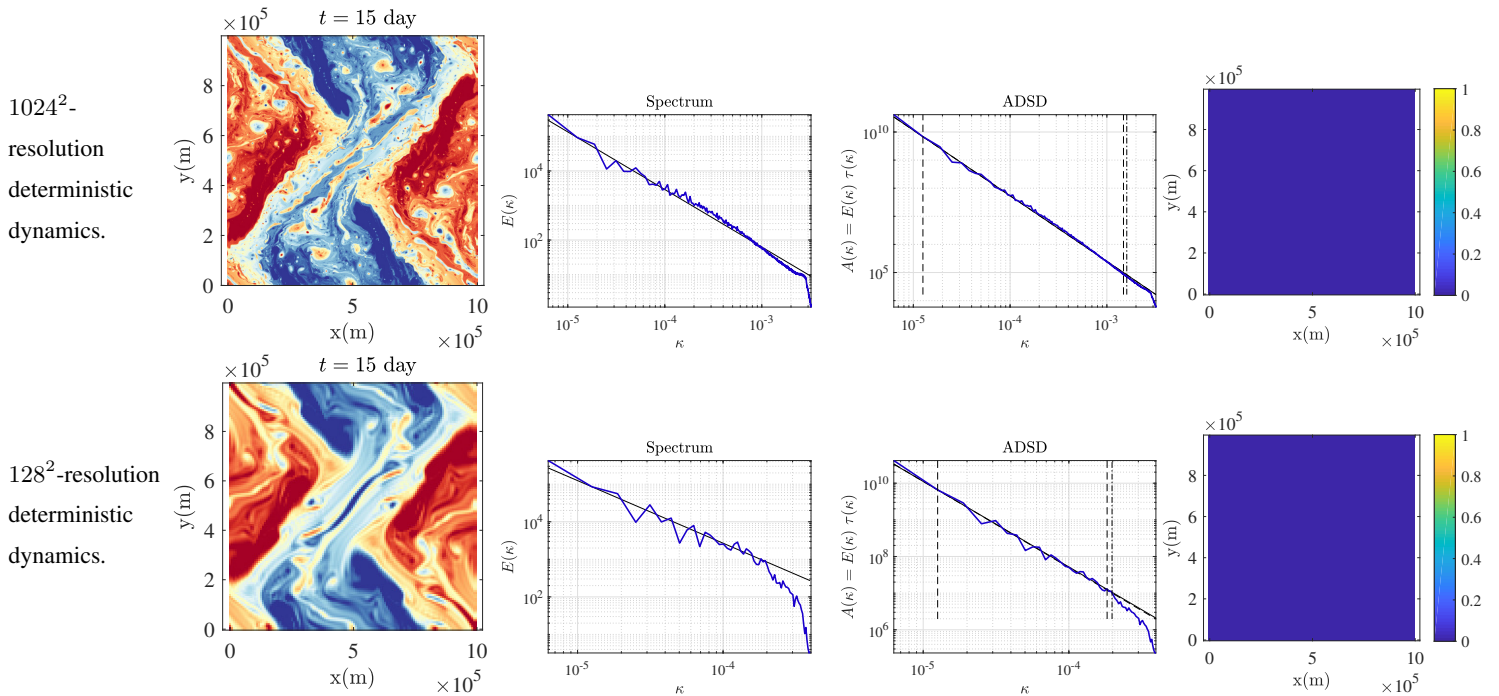 1024²-
resolution
deterministic
dynamics.
×10⁵
t = 15 day
8
6
4
2
0
y(m)
0
5
10
x(m)
×10⁵
Spectrum
10⁴
10²
E(κ)
10⁻⁵
10⁻⁴
10⁻³
κ
ADSD
10¹⁰
10⁵
A(κ) = E(κ) τ(κ)
10⁻⁵
10⁻⁴
10⁻³
κ
×10⁵
8
6
4
2
0
y(m)
0
5
10
x(m)
×10⁵
1
0.8
0.6
0.4
0.2
0
128²-resolution
deterministic
dynamics.
×10⁵
t = 15 day
8
6
4
2
0
y(m)
0
5
10
x(m)
×10⁵
Spectrum
10⁴
10²
10⁰
E(κ)
10⁻⁵
10⁻⁴
κ
ADSD
10¹⁰
10⁸
10⁶
A(κ) = E(κ) τ(κ)
10⁻⁵
10⁻⁴
κ
×10⁵
8
6
4
2
0
y(m)
0
5
10
x(m)
×10⁵
1
0.8
0.6
0.4
0.2
0